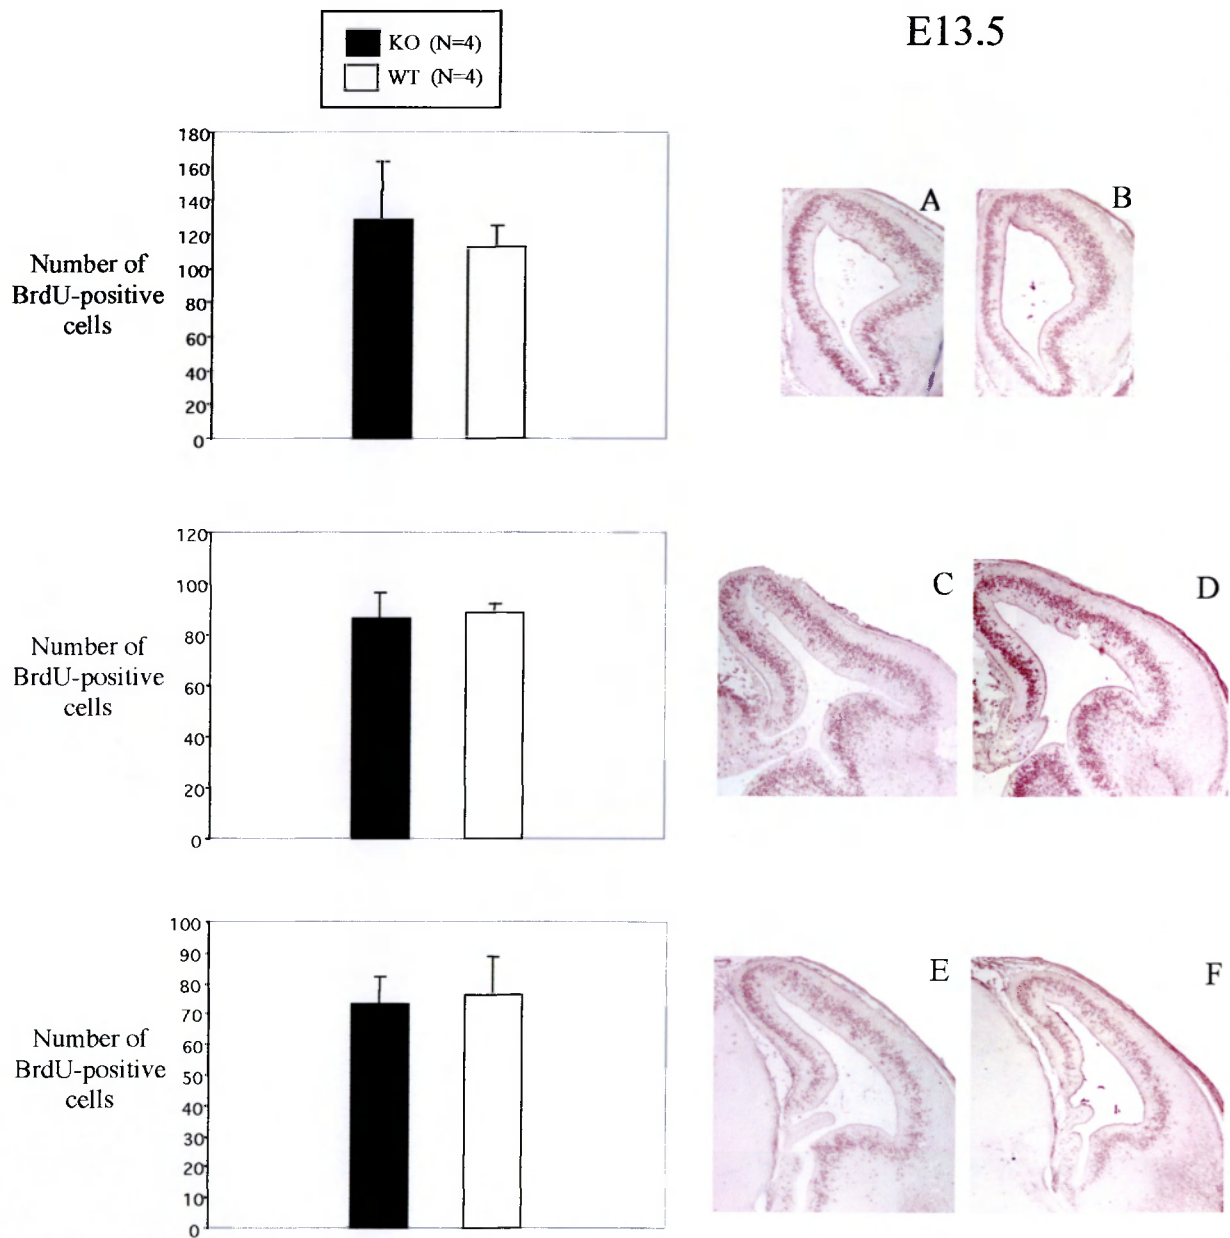 KO (N=4)
WT (N=4)
E13.5
180
160
140
120
100
80
60
40
20
0
Number of
BrdU-positive
cells
A
B
120
100
80
60
40
20
0
Number of
BrdU-positive
cells
C
D
100
90
80
70
60
50
40
30
20
10
0
Number of
BrdU-positive
cells
E
F